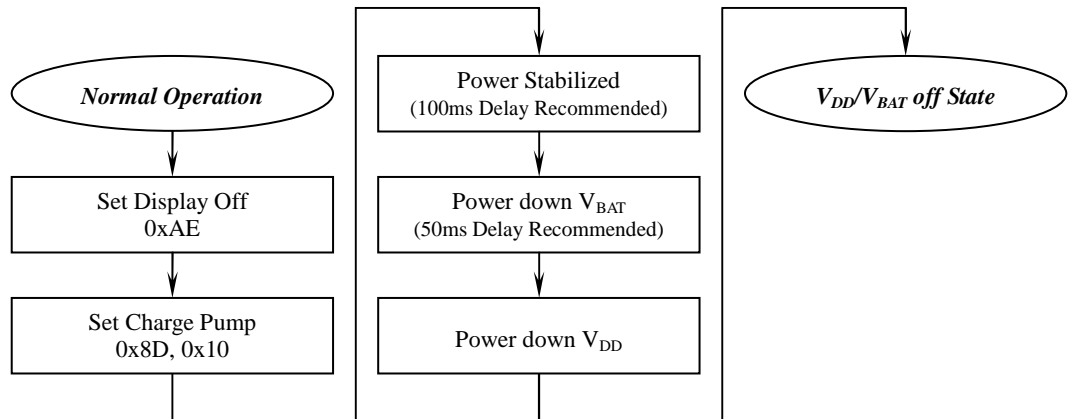 Normal Operation
Set Display Off
0xAE
Set Charge Pump
0x8D, 0x10
Power Stabilized
(100ms Delay Recommended)
Power down VBAT
(50ms Delay Recommended)
Power down VDD
VDD/VBAT off State